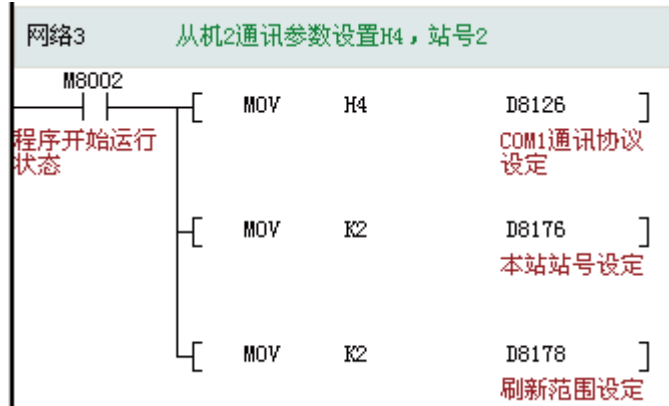 网络3 从机2通讯参数设置H4，站号2
M8002
MOV H4 D8126
程序开始运行
状态
COM1通讯协议
设定
MOV K2 D8176
本站站号设定
MOV K2 D8178
刷新范围设定